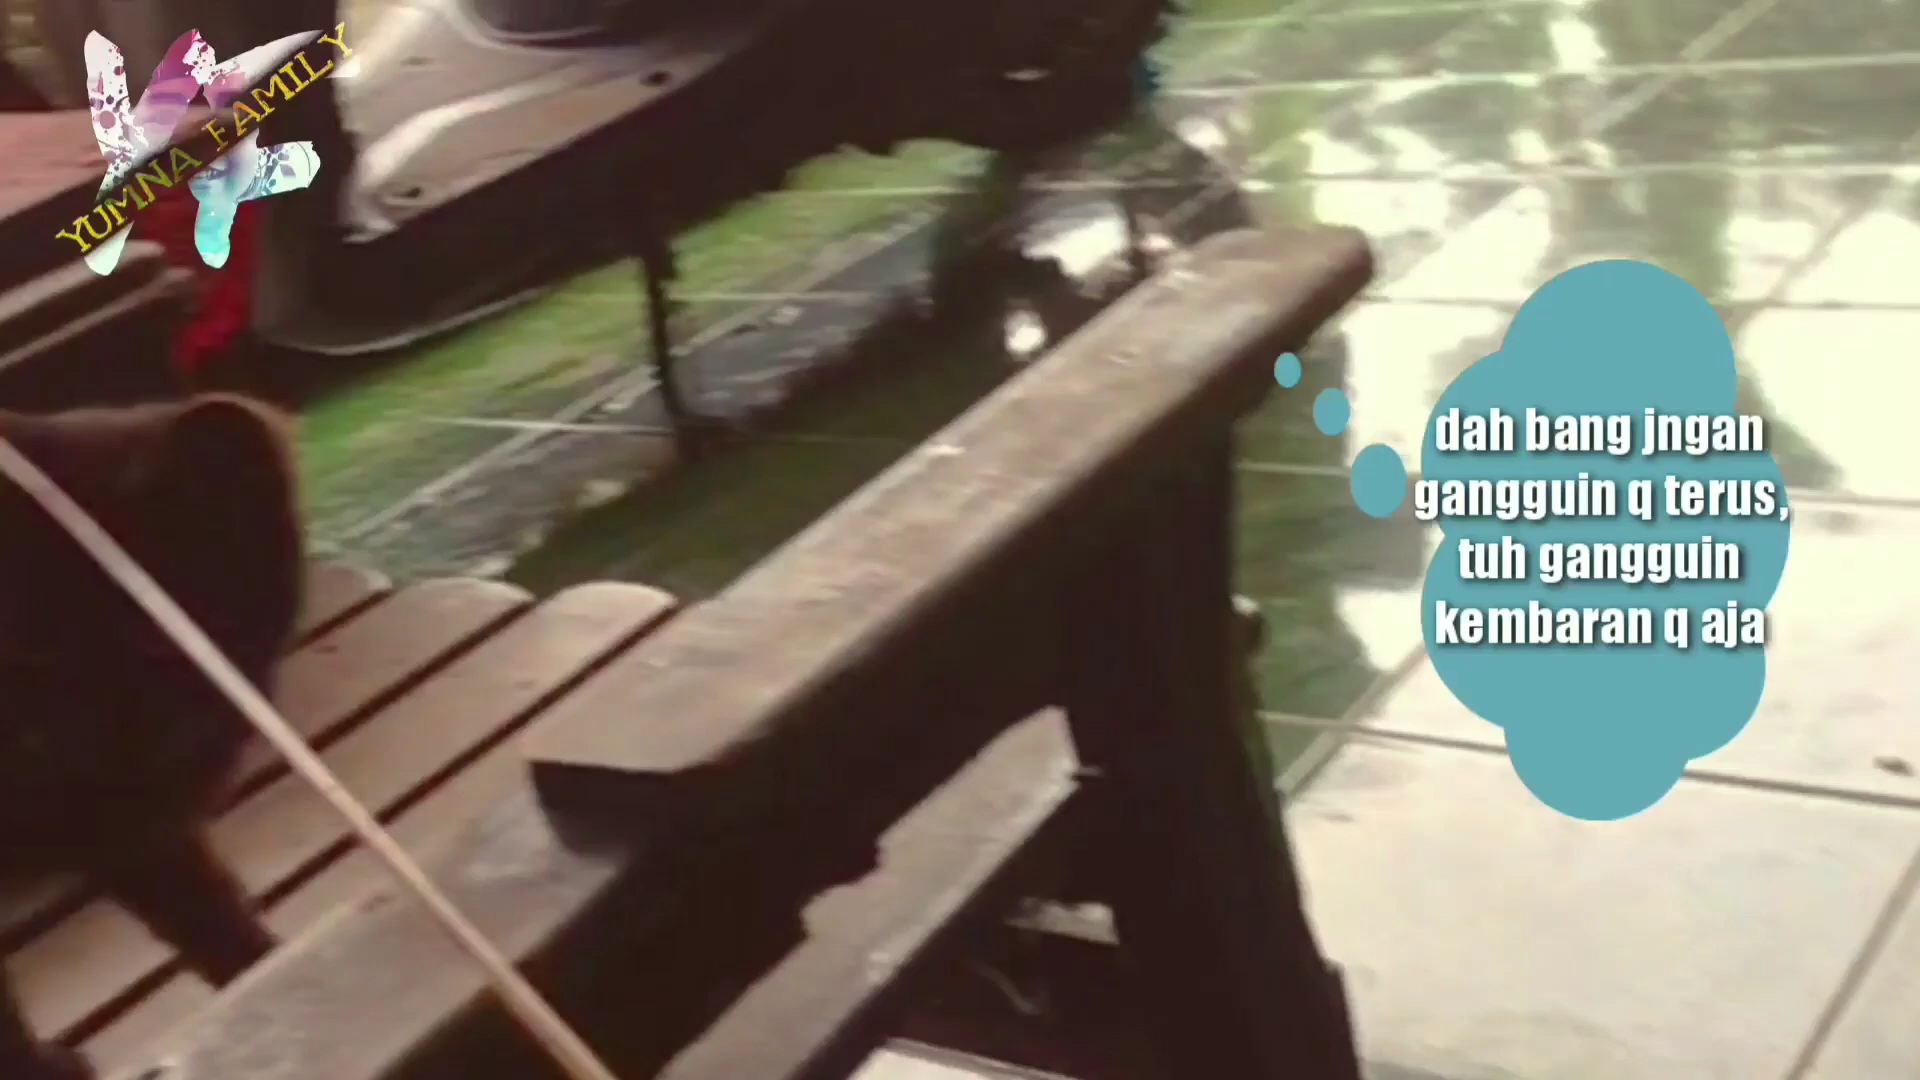 YUMNA FAMILY
dah bang jngan
gangguin q terus,
tuh gangguin
kembaran q aja